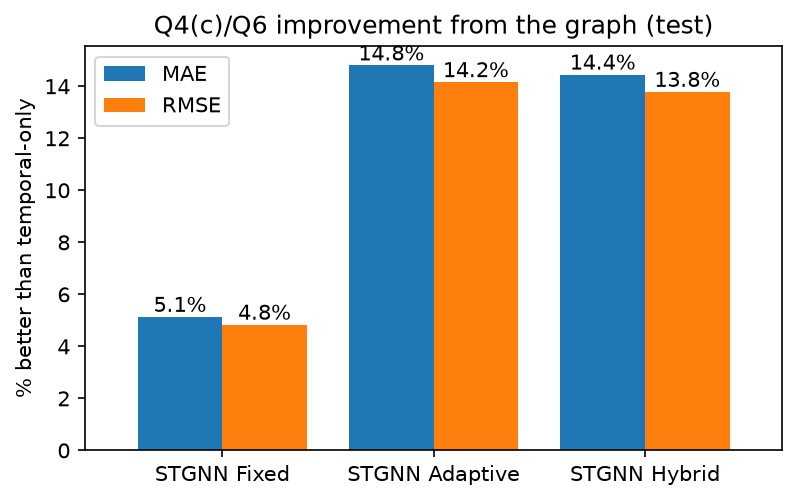 Q4(c)/Q6 improvement from the graph (test)
MAE
RMSE
% better than temporal-only
14
12
10
8
6
4
2
0
5.1%
4.8%
14.8%
14.2%
14.4%
13.8%
STGNN Fixed
STGNN Adaptive
STGNN Hybrid